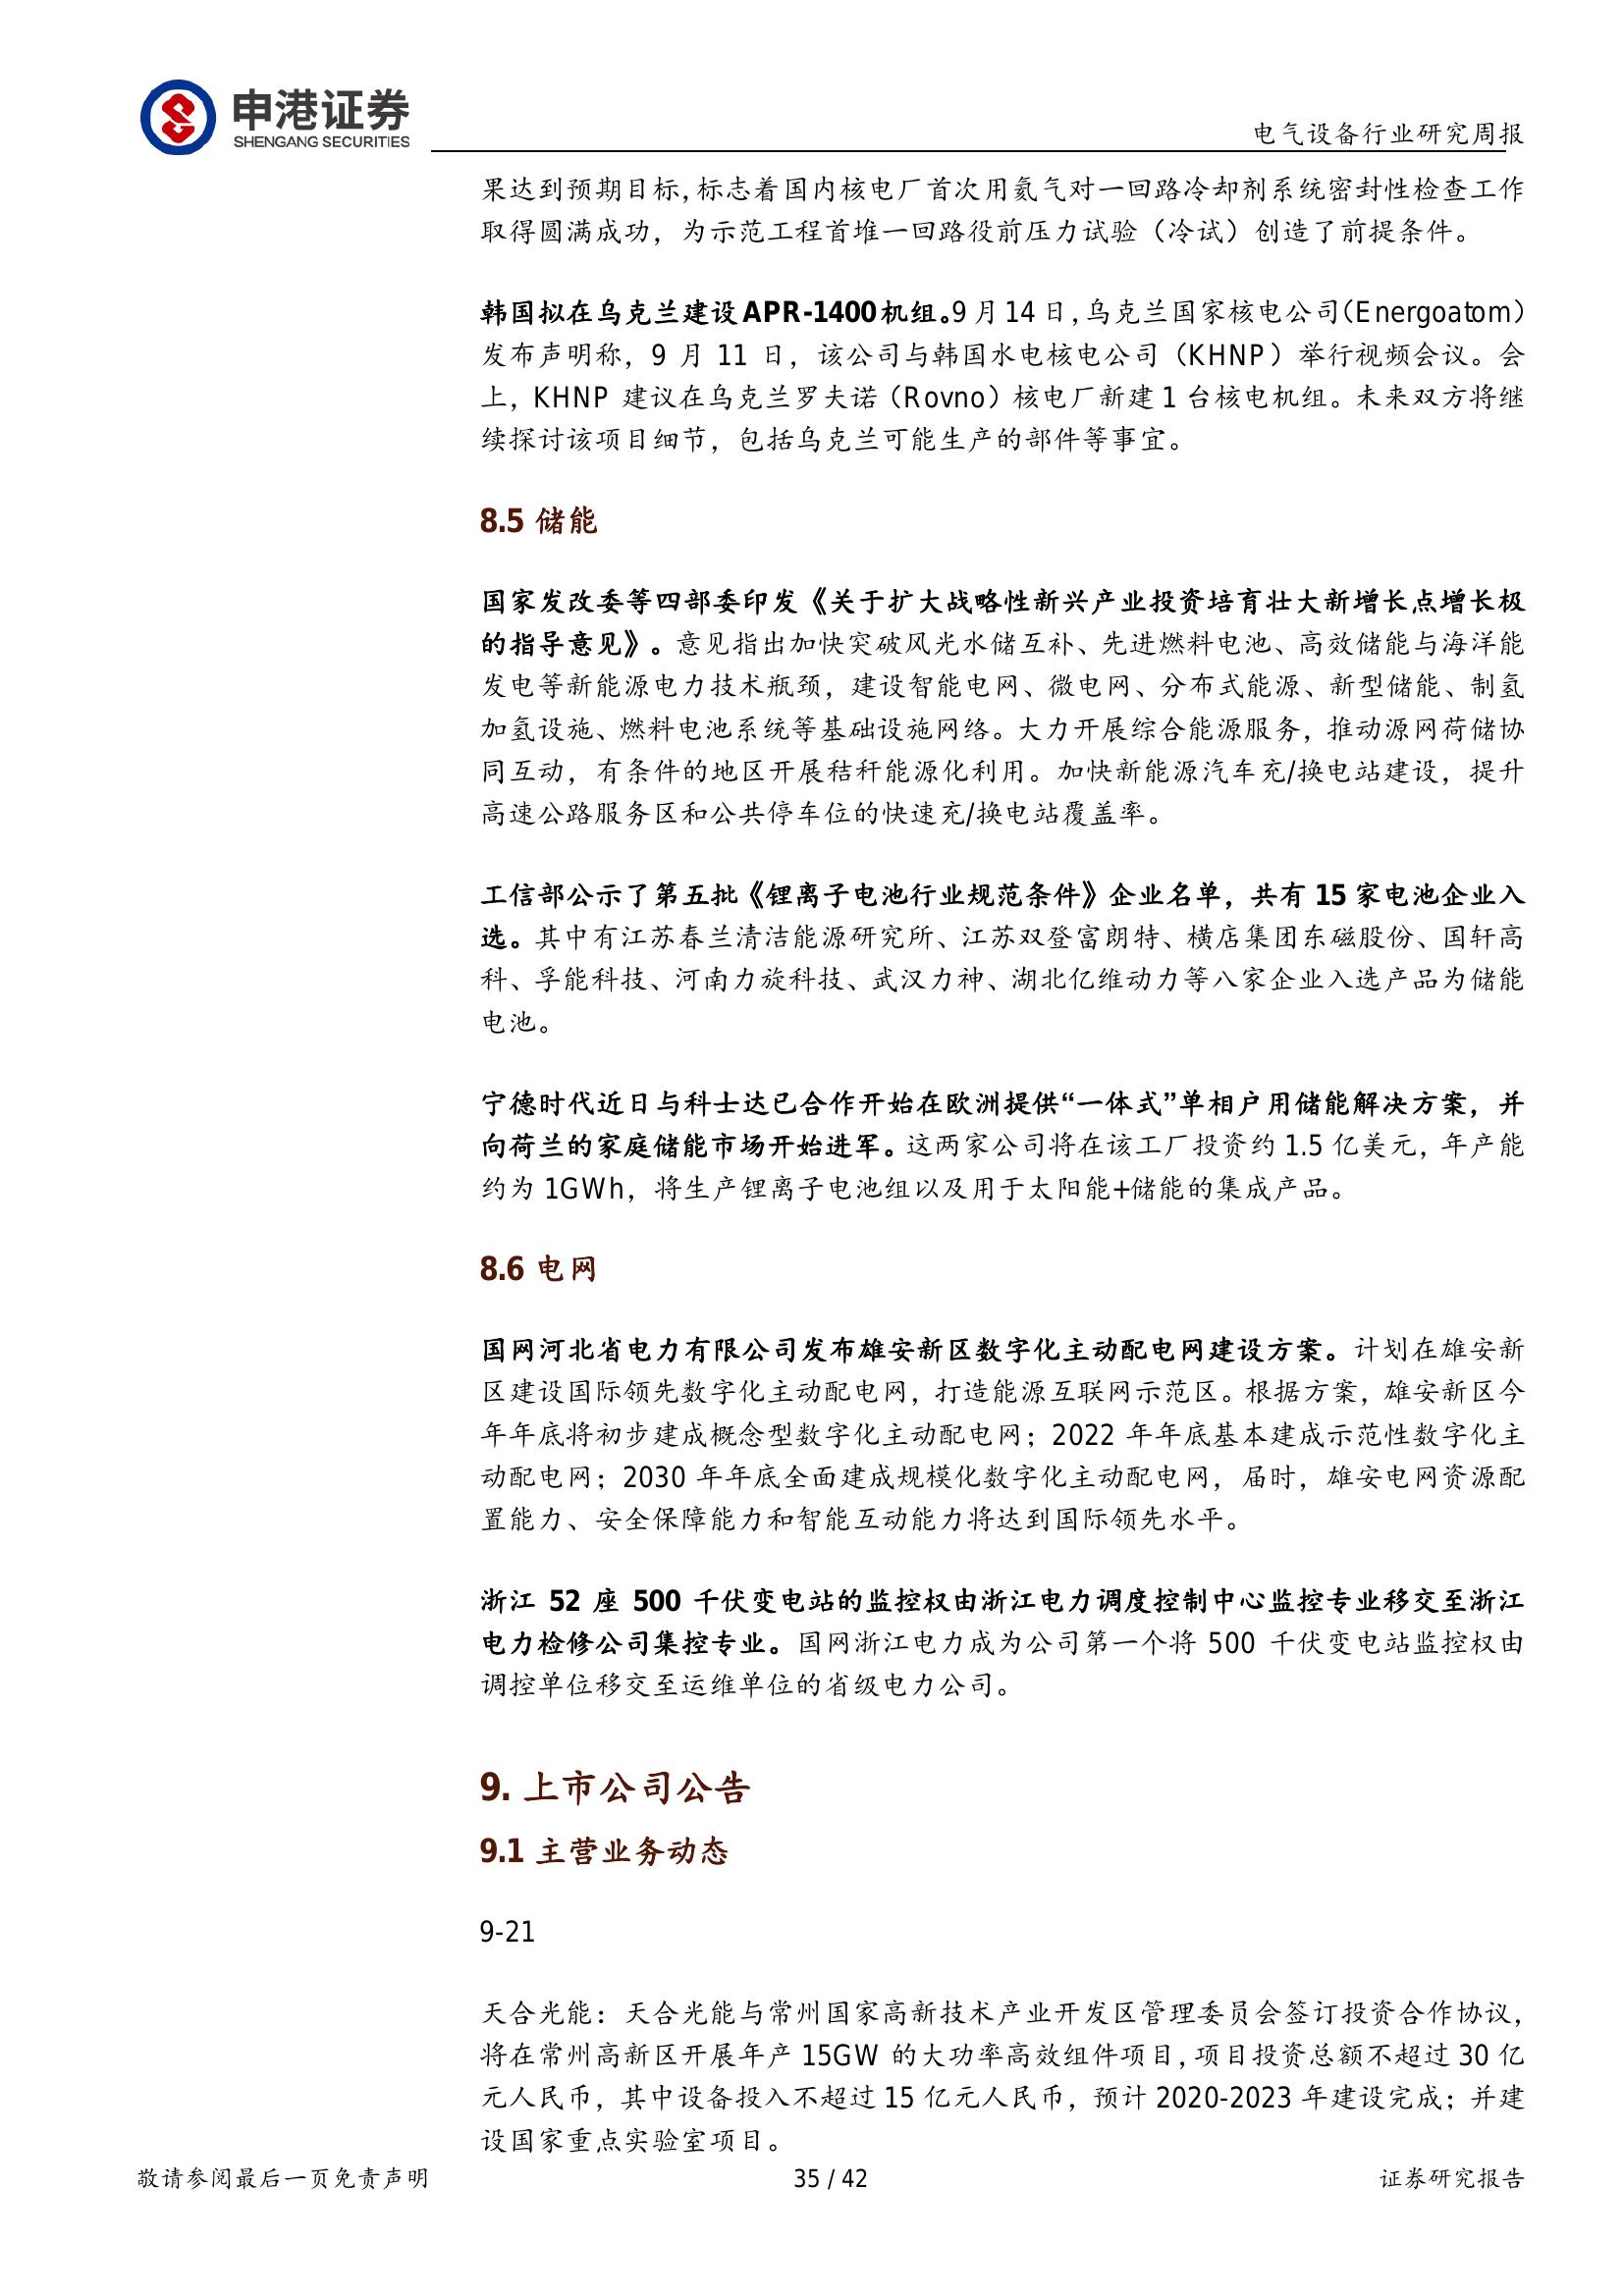 申港证券
SHENGANG SECURITIES
电气设备行业研究周报
果达到预期目标，标志着国内核电厂首次用氦气对一回路冷却剂系统密封性检查工作
取得圆满成功，为示范工程首堆一回路役前压力试验（冷试）创造了前提条件。
韩国拟在乌克兰建设APR-1400机组。9月14日，乌克兰国家核电公司（Energoatom）
发布声明称，9 月 11 日，该公司与韩国水电核电公司（KHNP）举行视频会议。会
上，KHNP 建议在乌克兰罗夫诺（Rovno）核电厂新建 1 台核电机组。未来双方将继
续探讨该项目细节，包括乌克兰可能生产的部件等事宜。
8.5 储能
国家发改委等四部委印发《关于扩大战略性新兴产业投资培育壮大新增长点增长极
的指导意见》。意见指出加快突破风光水储互补、先进燃料电池、高效储能与海洋能
发电等新能源电力技术瓶颈，建设智能电网、微电网、分布式能源、新型储能、制氢
加氢设施、燃料电池系统等基础设施网络。大力开展综合能源服务，推动源网荷储协
同互动，有条件的地区开展秸秆能源化利用。加快新能源汽车充/换电站建设，提升
高速公路服务区和公共停车位的快速充/换电站覆盖率。
工信部公示了第五批《锂离子电池行业规范条件》企业名单，共有 15 家电池企业入
选。其中有江苏春兰清洁能源研究所、江苏双登富朗特、横店集团东磁股份、国轩高
科、孚能科技、河南力旋科技、武汉力神、湖北亿维动力等八家企业入选产品为储能
电池。
宁德时代近日与科士达已合作开始在欧洲提供“一体式”单相户用储能解决方案，并
向荷兰的家庭储能市场开始进军。这两家公司将在该工厂投资约 1.5 亿美元，年产能
约为 1GWh，将生产锂离子电池组以及用于太阳能+储能的集成产品。
8.6 电网
国网河北省电力有限公司发布雄安新区数字化主动配电网建设方案。计划在雄安新
区建设国际领先数字化主动配电网，打造能源互联网示范区。根据方案，雄安新区今
年年底将初步建成概念型数字化主动配电网；2022 年年底基本建成示范性数字化主
动配电网；2030 年年底全面建成规模化数字化主动配电网，届时，雄安电网资源配
置能力、安全保障能力和智能互动能力将达到国际领先水平。
浙江 52 座 500 千伏变电站的监控权由浙江电力调度控制中心监控专业移交至浙江
电力检修公司集控专业。国网浙江电力成为公司第一个将 500 千伏变电站监控权由
调控单位移交至运维单位的省级电力公司。
9. 上市公司公告
9.1 主营业务动态
9-21
天合光能：天合光能与常州国家高新技术产业开发区管理委员会签订投资合作协议，
将在常州高新区开展年产 15GW 的大功率高效组件项目，项目投资总额不超过 30 亿
元人民币，其中设备投入不超过 15 亿元人民币，预计 2020-2023 年建设完成；并建
设国家重点实验室项目。
敬请参阅最后一页免责声明
35 / 42
证券研究报告